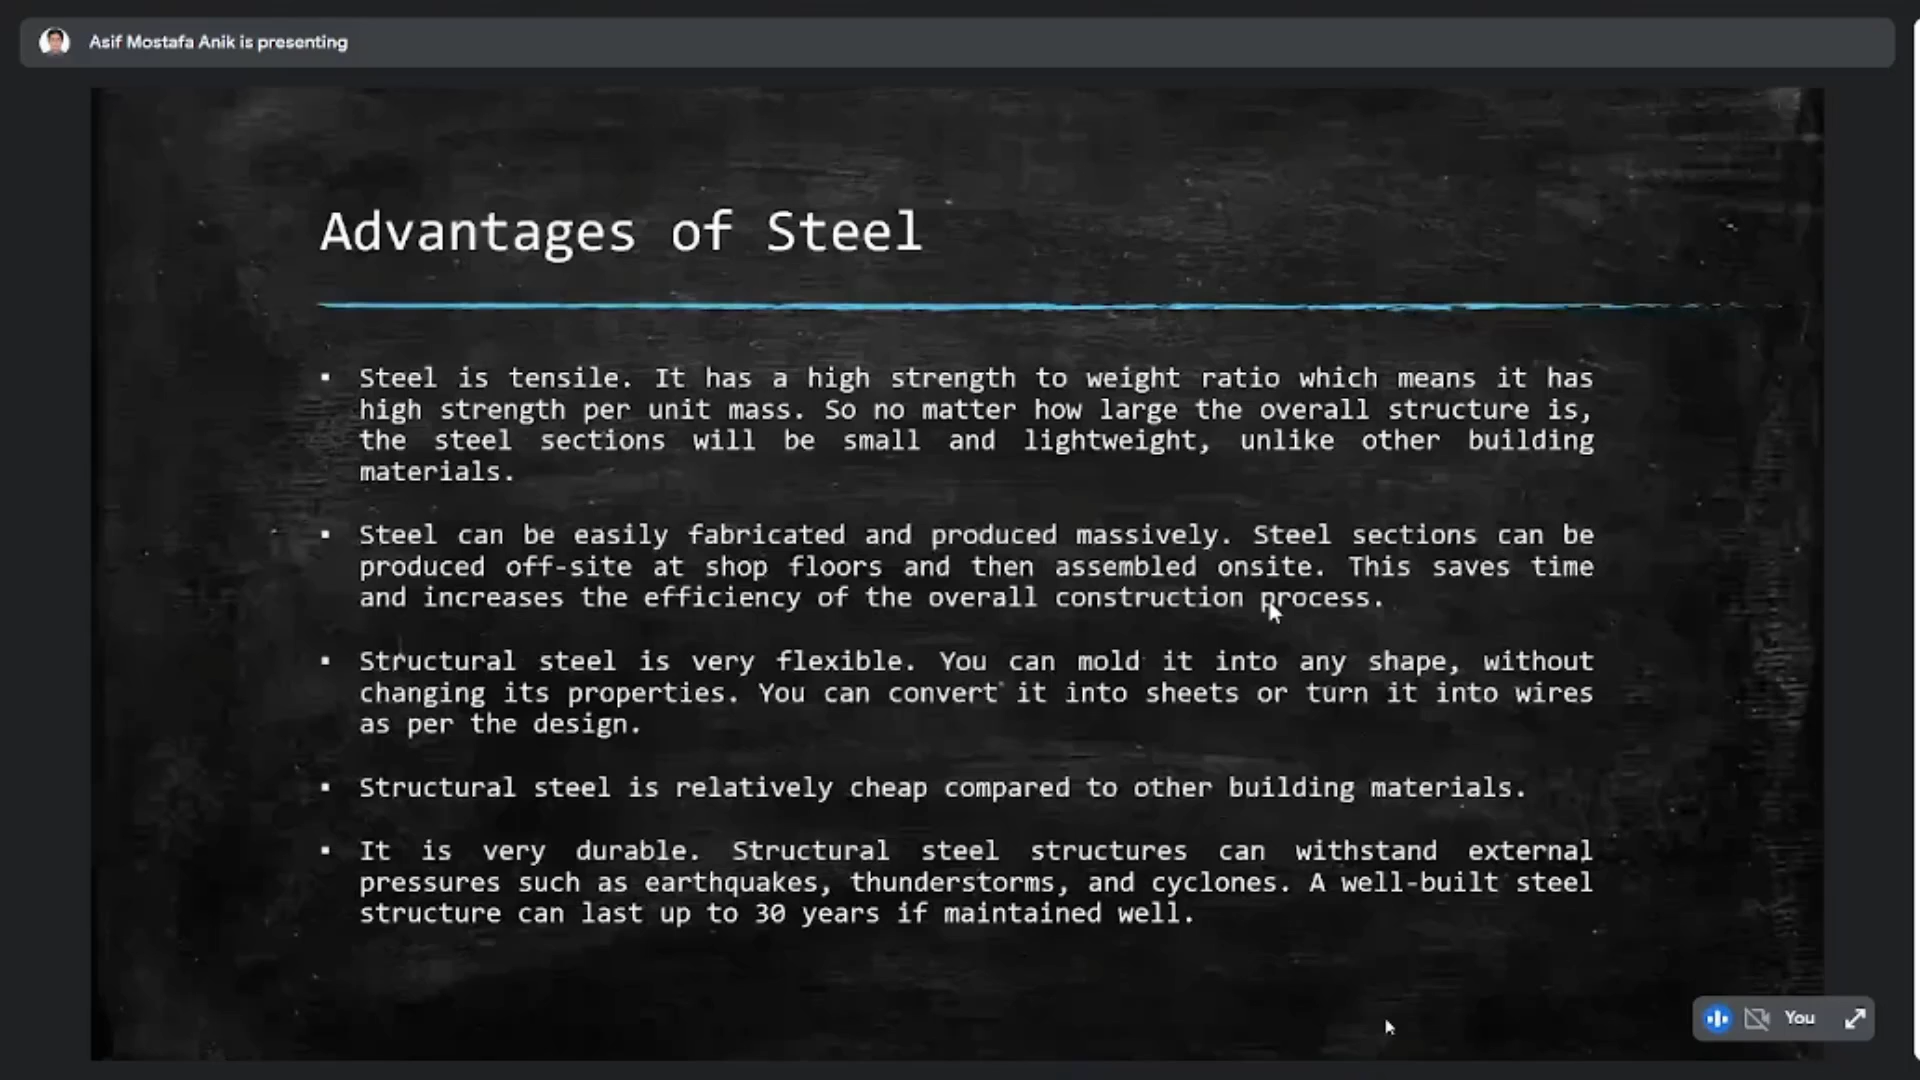 Asif Mostafa Anik is presenting
Advantages of Steel
▪ Steel is tensile. It has a high strength to weight ratio which means it has
high strength per unit mass. So no matter how large the overall structure is,
the steel sections will be small and lightweight, unlike other building
materials.
▪ Steel can be easily fabricated and produced massively. Steel sections can be
produced off-site at shop floors and then assembled onsite. This saves time
and increases the efficiency of the overall construction process.
▪ Structural steel is very flexible. You can mold it into any shape, without
changing its properties. You can convert it into sheets or turn it into wires
as per the design.
▪ Structural steel is relatively cheap compared to other building materials.
▪ It is very durable. Structural steel structures can withstand external
pressures such as earthquakes, thunderstorms, and cyclones. A well-built steel
structure can last up to 30 years if maintained well.
You